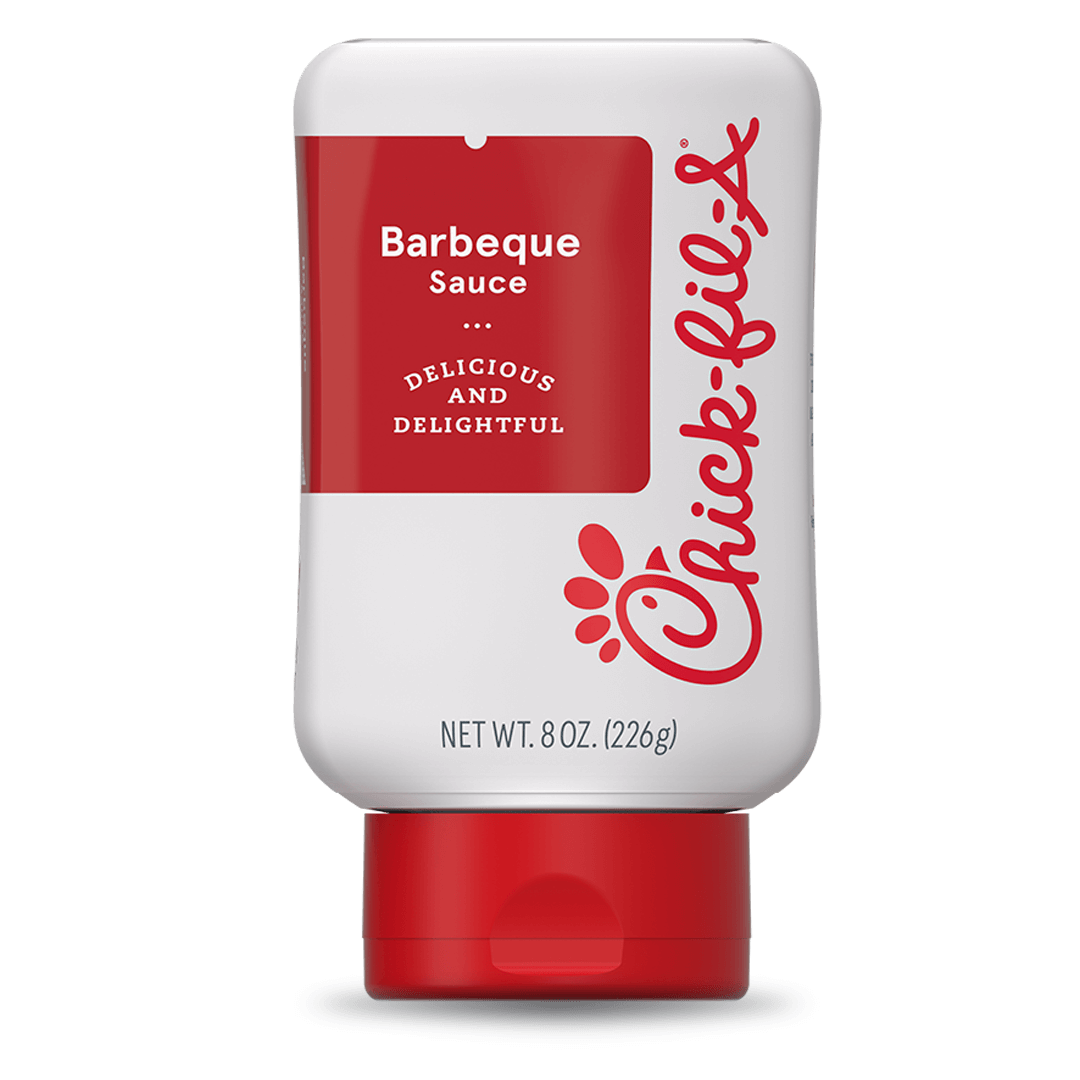 Barbeque
Sauce
...
DELICIOUS
AND
DELIGHTFUL
Chick-fil-A®
NET WT. 8 OZ. (226g)